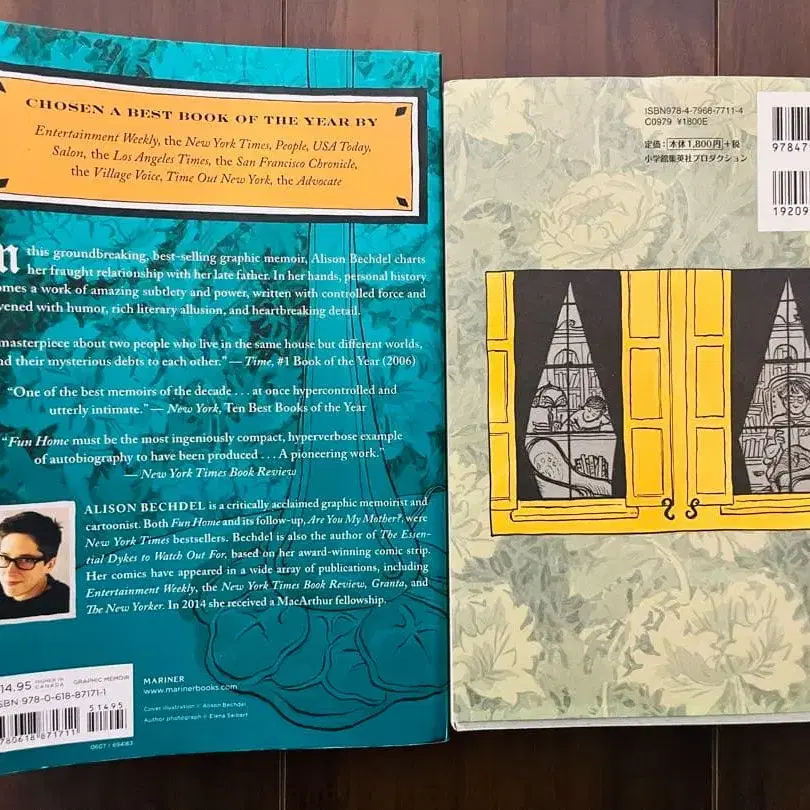 CHOSEN A BEST BOOK OF THE YEAR BY
Entertainment Weekly, the New York Times, People, USA Today,
Salon, the Los Angeles Times, the San Francisco Chronicle,
the Village Voice, Time Out New York, the Advocate
this groundbreaking, best-selling graphic memoir, Alison Bechdel charts
her fraught relationship with her late father. In her hands, personal history
omes a work of amazing subtlety and power, written with controlled force and
vened with humor, rich literary allusion, and heartbreaking detail.
masterpiece about two people who live in the same house but different worlds,
nd their mysterious debts to each other.” — Time, #1 Book of the Year (2006)
“One of the best memoirs of the decade . . . at once hypercontrolled and
utterly intimate.” — New York, Ten Best Books of the Year
“Fun Home must be the most ingeniously compact, hyperverbose example
of autobiography to have been produced . . . A pioneering work.”
— New York Times Book Review
ALISON BECHDEL is a critically acclaimed graphic memoirist and
cartoonist. Both Fun Home and its follow-up, Are You My Mother?, were
New York Times bestsellers. Bechdel is also the author of The Essen-
tial Dykes to Watch Out For, based on her award-winning comic strip.
Her comics have appeared in a wide array of publications, including
Entertainment Weekly, the New York Times Book Review, Granta, and
The New Yorker. In 2014 she received a MacArthur fellowship.
14.95 HIGHER IN CANADA GRAPHIC MEMOIR
SBN 978-0-618-87171-1
51495
780618 871711
0607 / 694163
MARINER
www.marinerbooks.com
Cover illustration © Alison Bechdel
Author photograph © Elena Seibert
ISBN978-4-7968-7711-4
C0979 ¥1800E
定価：本体1,800円+税
小学館集英社プロダクション
97847
19209